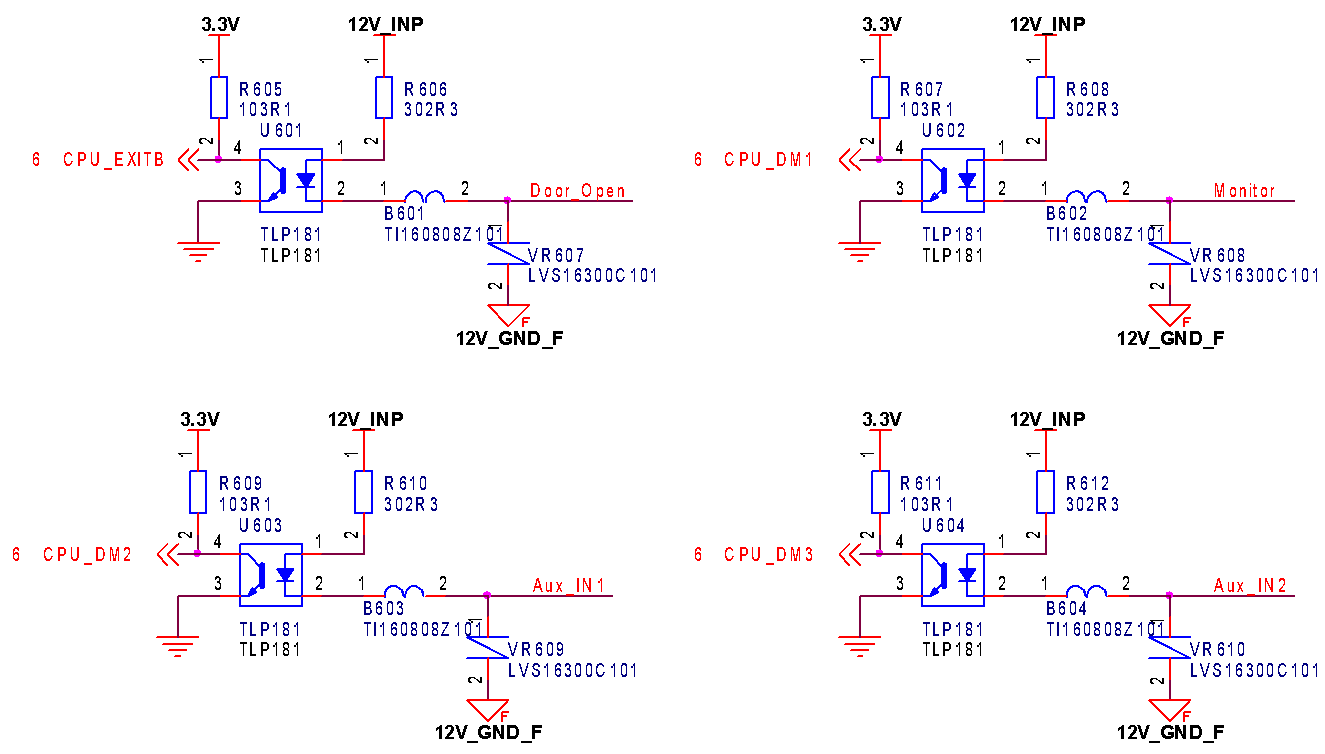 3.3V
12V_INP
1
1
R605
103R1
R606
302R3
2
2
U601
6 CPU_EXITB
4
1
3
2
1
2
Door_Open
B601
TI160808Z101
TLP181
TLP181
1
VR607
LVS16300C101
2
F
12V_GND_F
3.3V
12V_INP
1
1
R607
103R1
R608
302R3
2
2
U602
6 CPU_DM1
4
1
3
2
1
2
Monitor
B602
TI160808Z101
TLP181
TLP181
1
VR608
LVS16300C101
2
F
12V_GND_F
3.3V
12V_INP
1
1
R609
103R1
R610
302R3
2
2
U603
6 CPU_DM2
4
1
3
2
1
2
Aux_IN1
B603
TI160808Z101
TLP181
TLP181
1
VR609
LVS16300C101
2
F
12V_GND_F
3.3V
12V_INP
1
1
R611
103R1
R612
302R3
2
2
U604
6 CPU_DM3
4
1
3
2
1
2
Aux_IN2
B604
TI160808Z101
TLP181
TLP181
1
VR610
LVS16300C101
2
F
12V_GND_F